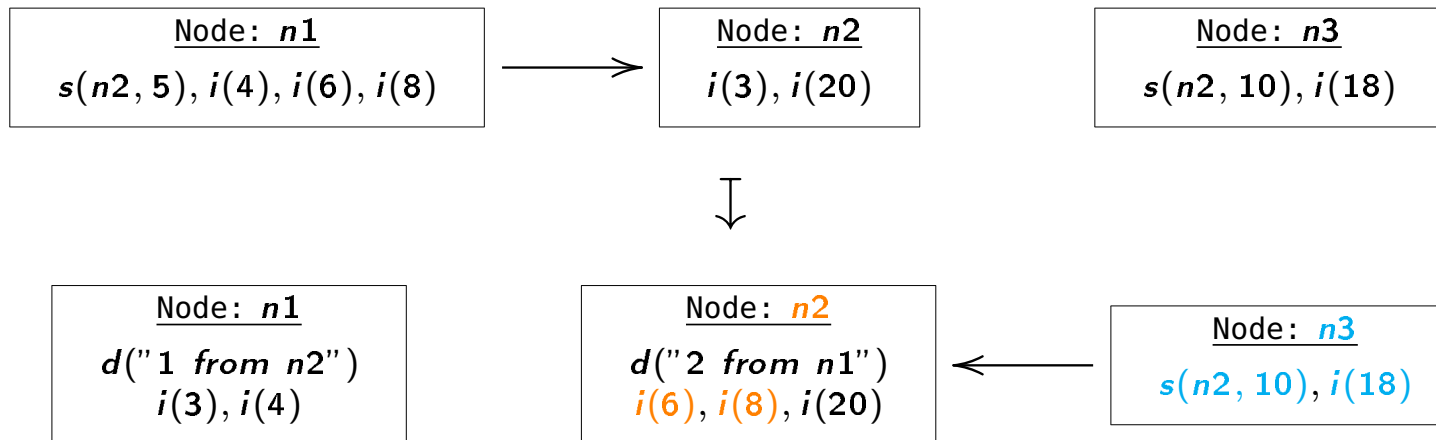 Node: n1
s(n2, 5), i(4), i(6), i(8)
Node: n2
i(3), i(20)
Node: n3
s(n2, 10), i(18)
Node: n1
d("1 from n2")
i(3), i(4)
Node: n2
d("2 from n1")
i(6), i(8), i(20)
Node: n3
s(n2, 10), i(18)